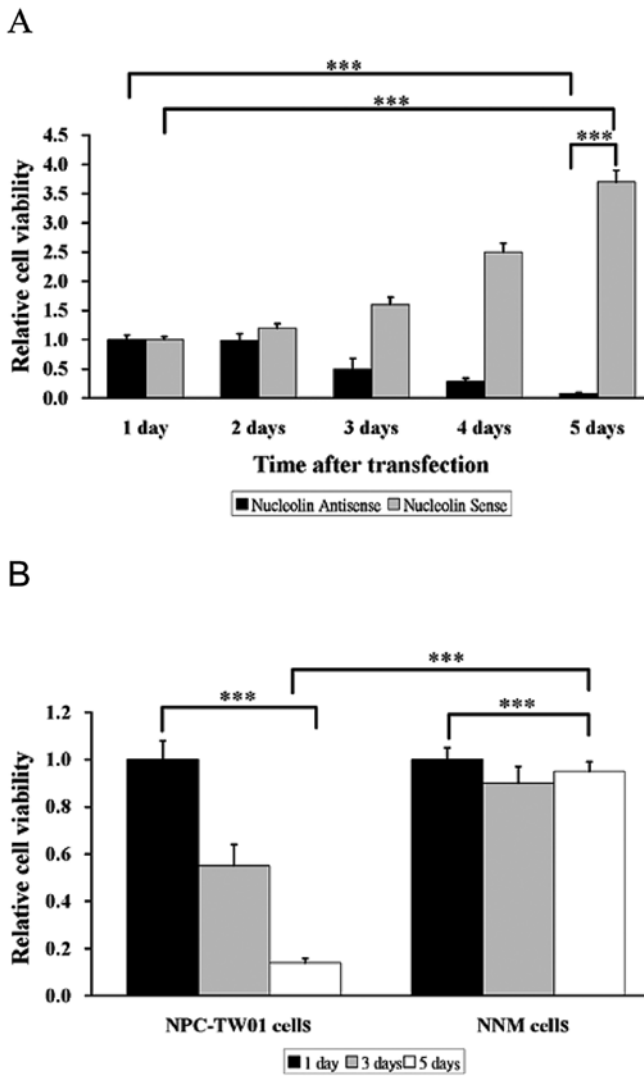 A
***
***
***
4.5
4.0
3.5
3.0
2.5
2.0
1.5
1.0
0.5
0.0
Relative cell viability
1 day 2 days 3 days 4 days 5 days
Time after transfection
Nucleolin Antisense Nucleolin Sense
B
***
***
***
1.2
1.0
0.8
0.6
0.4
0.2
0.0
Relative cell viability
NPC-TW01 cells NNM cells
1 day 3 days 5 days